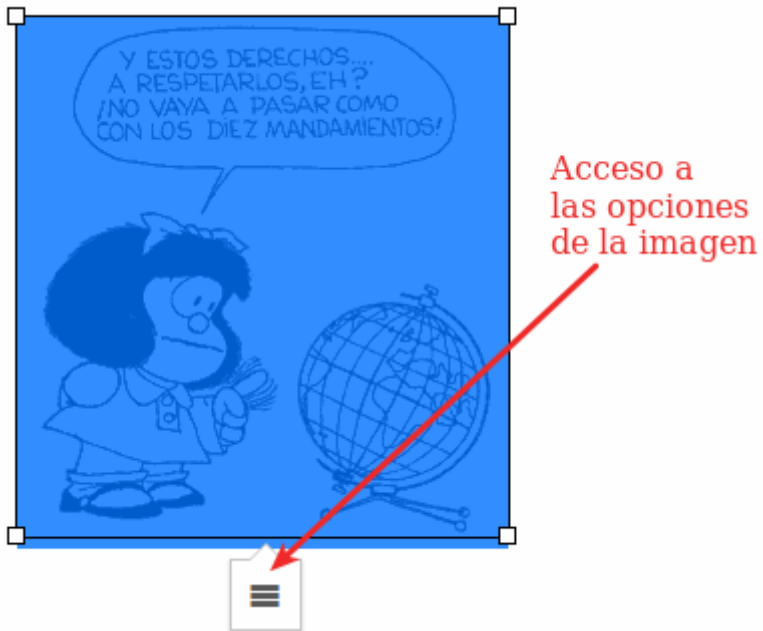 Y ESTOS DERECHOS....
A RESPETARLOS, EH?
¡NO VAYA A PASAR COMO
CON LOS DiEZ MANDAMIENTOS!
Acceso a
las opciones
de la imagen